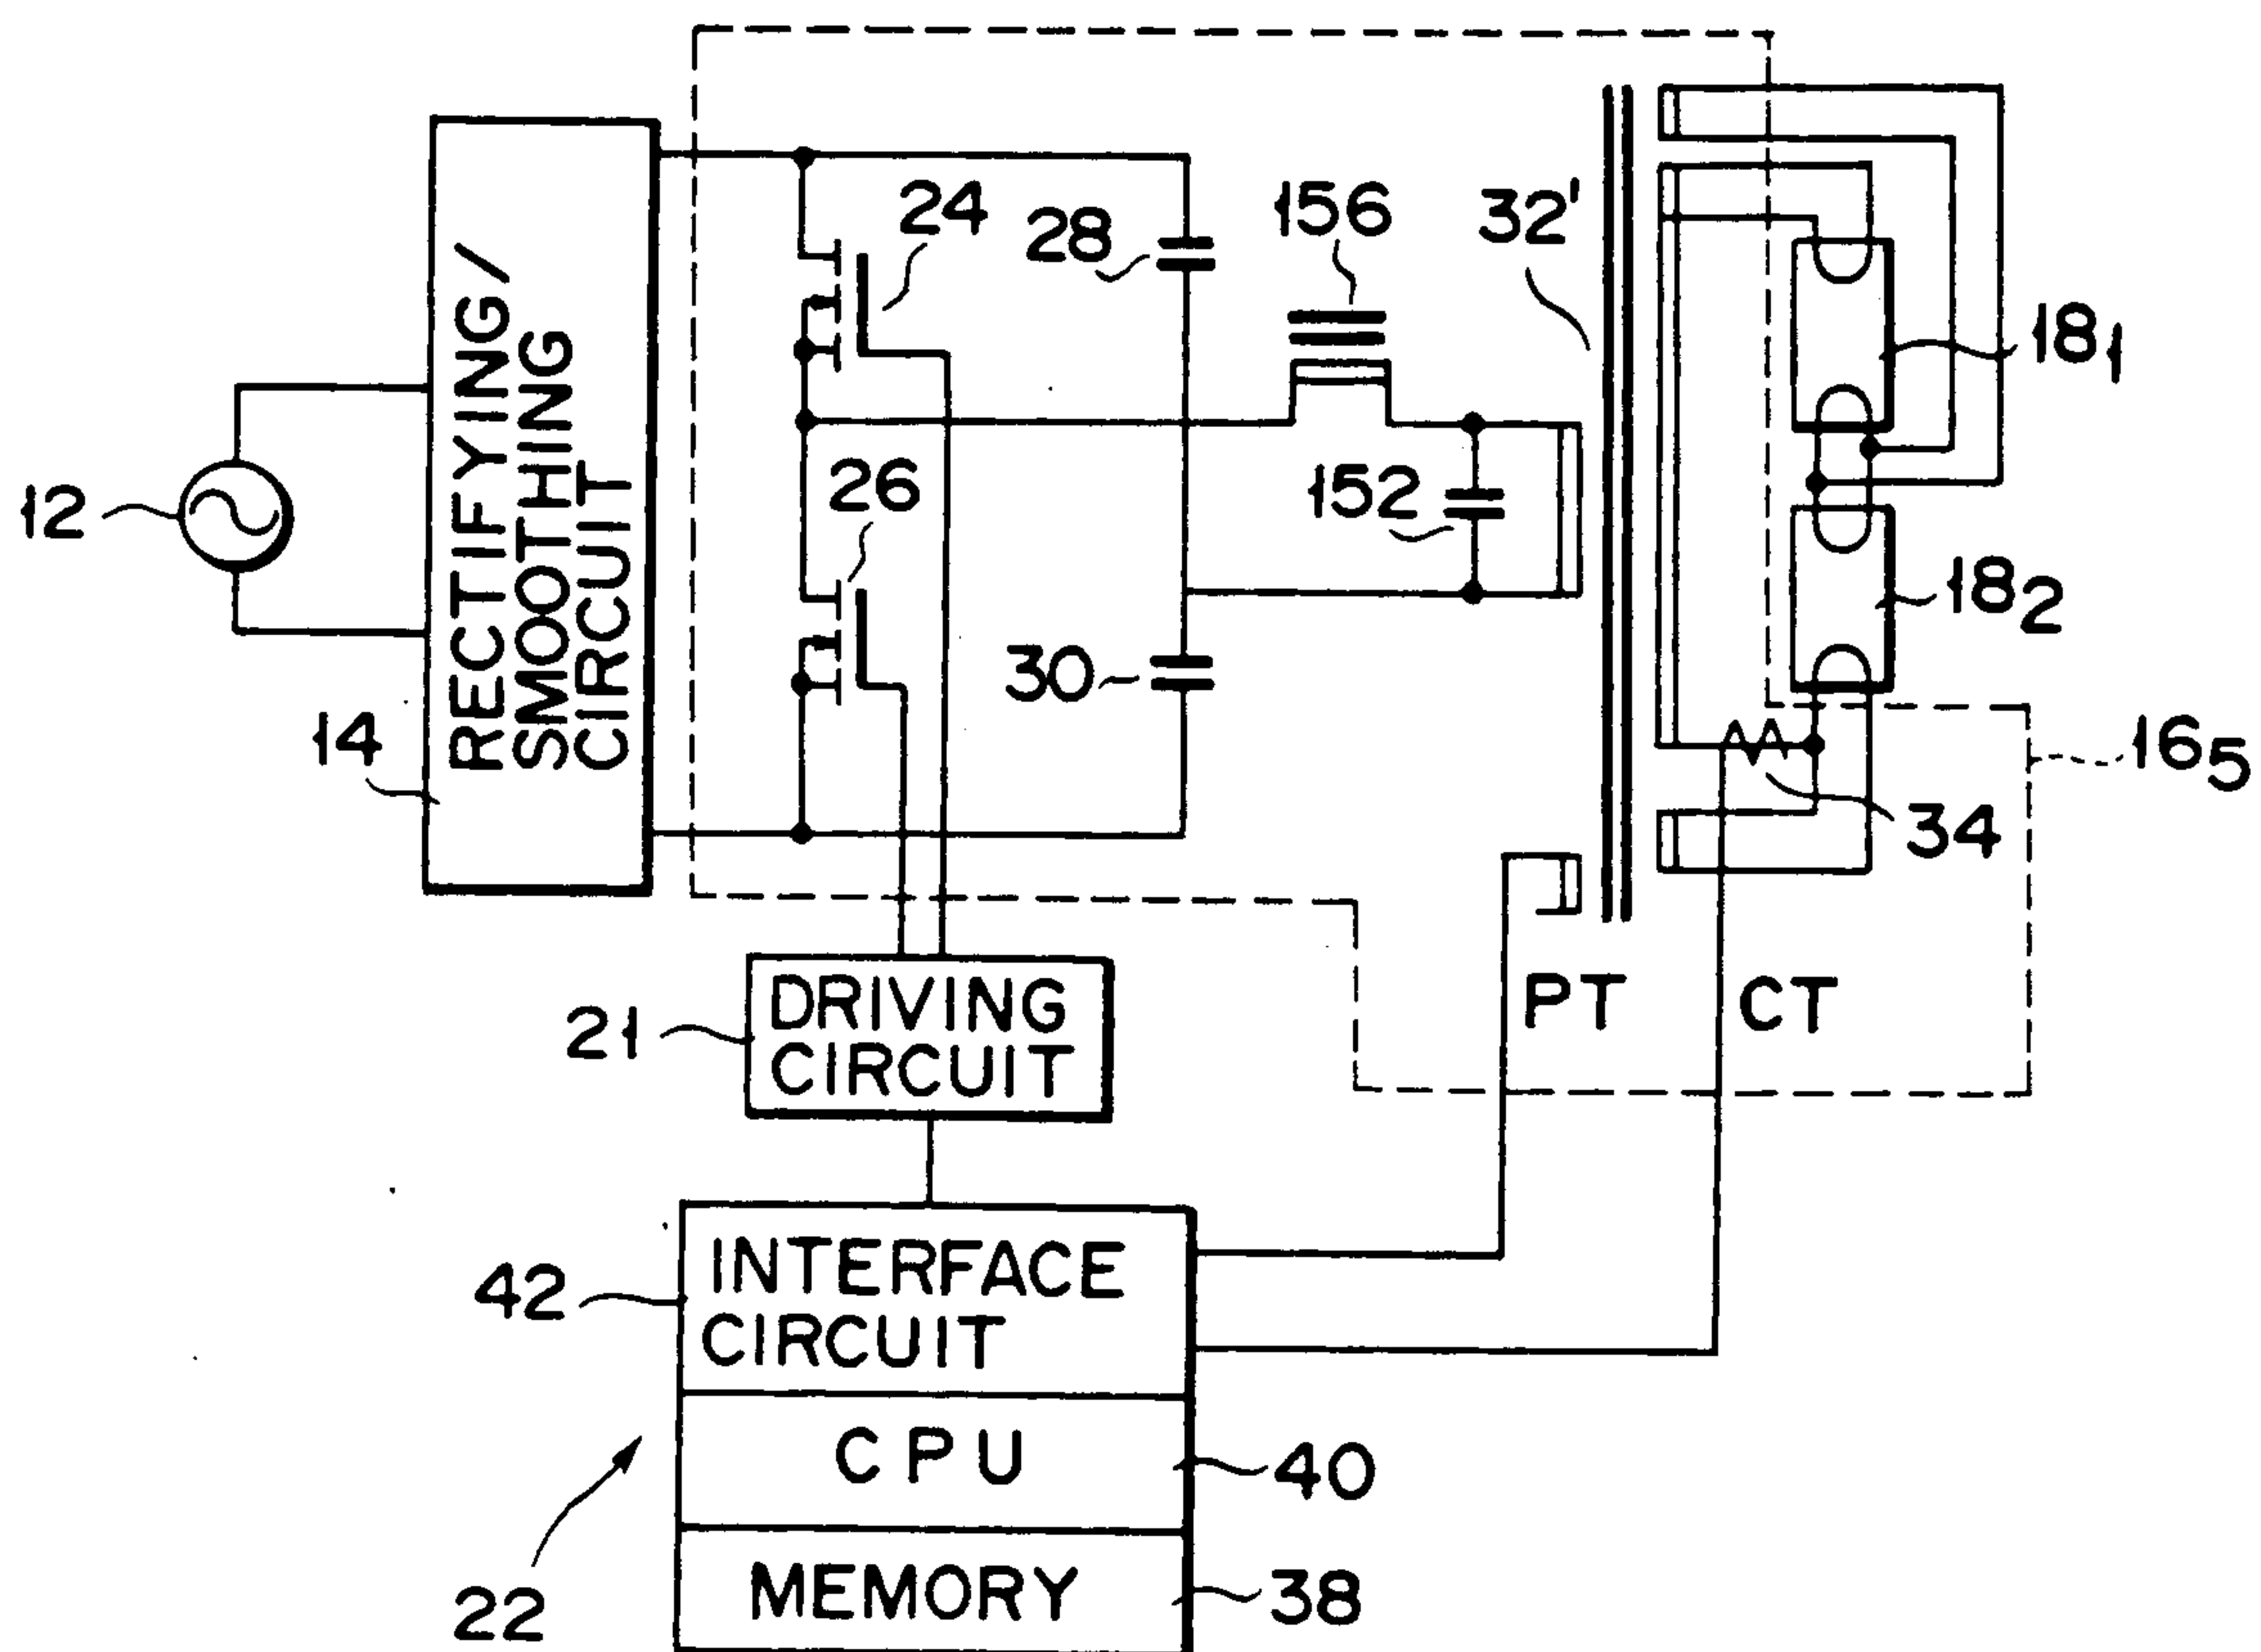 24
28
156
32'
RECTIFYING/
SMOOTHING
CIRCUIT
18₁
12
26
152
18₂
30
14
16₅
34
PT
CT
21
DRIVING
CIRCUIT
42
INTERFACE
CIRCUIT
CPU
40
22
MEMORY
38